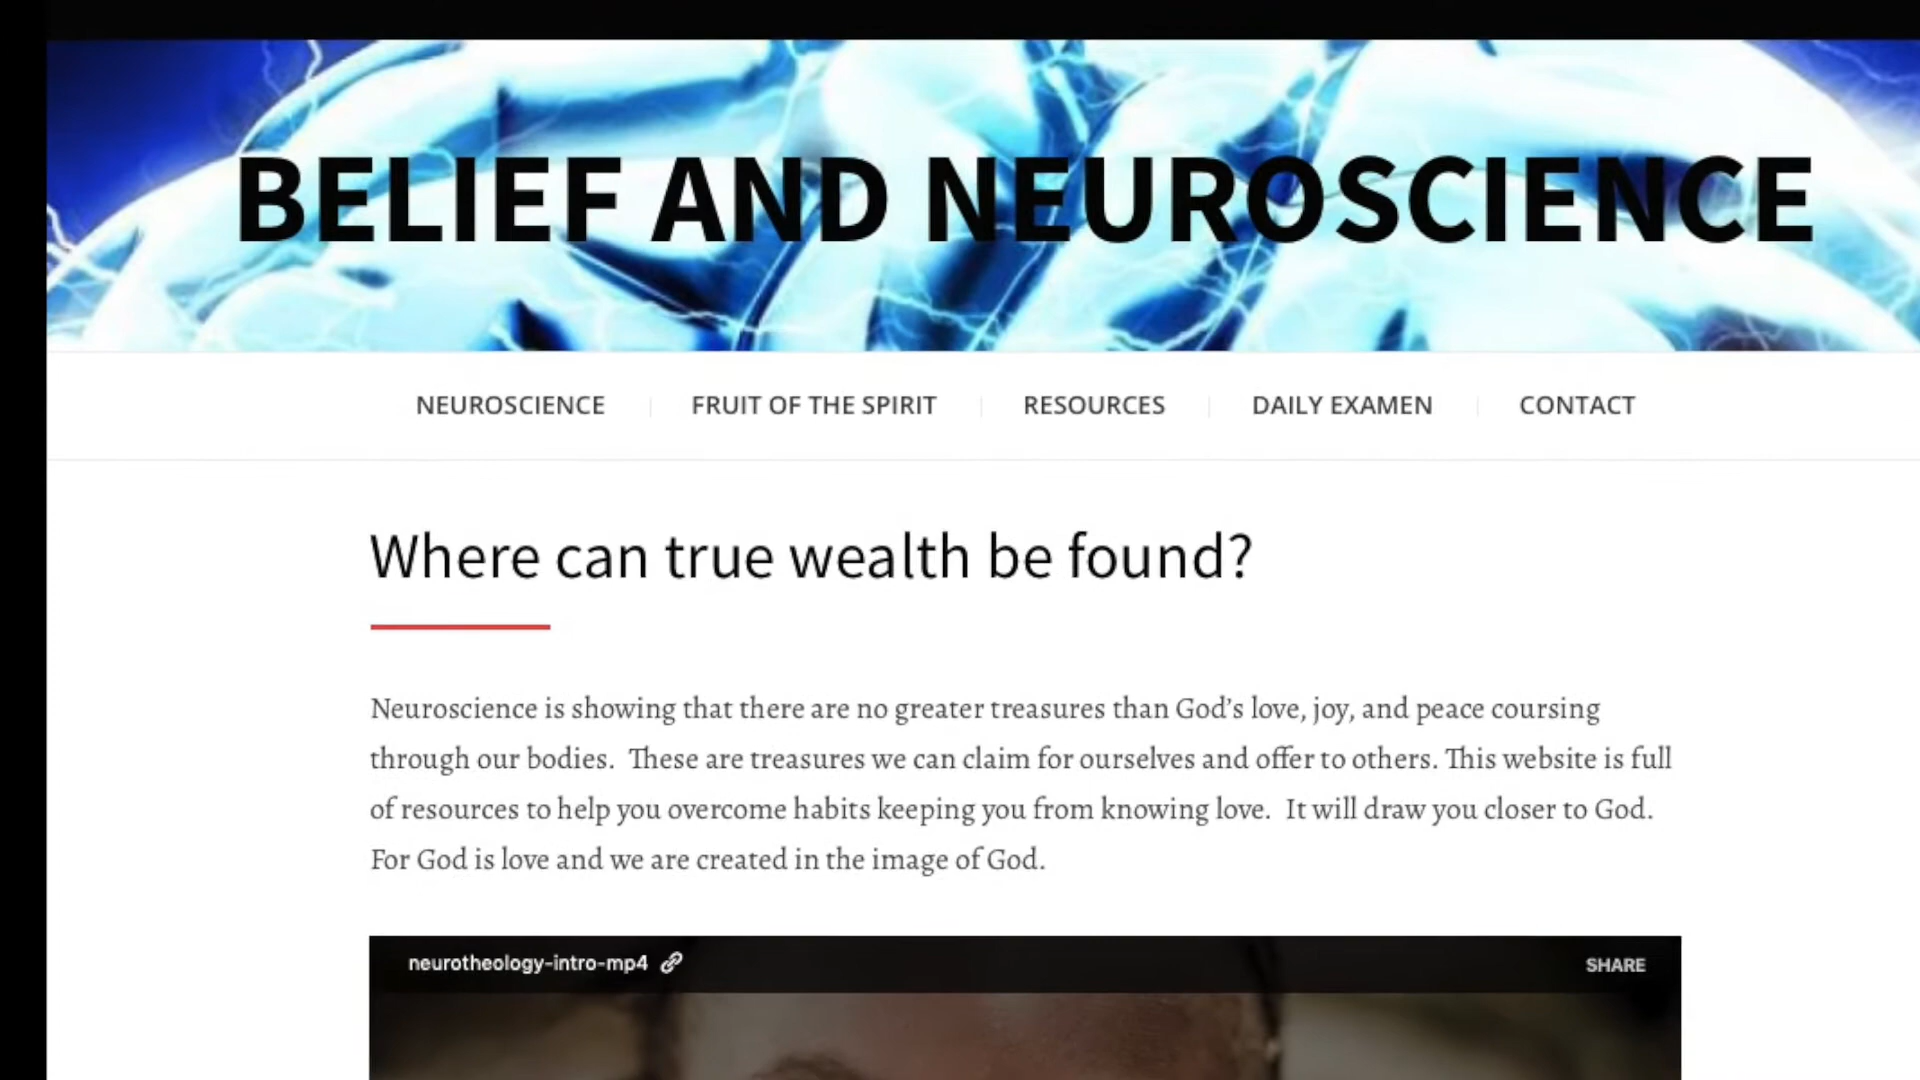 BELIEF AND NEUROSCIENCE
NEUROSCIENCE FRUIT OF THE SPIRIT RESOURCES DAILY EXAMEN CONTACT
Where can true wealth be found?
Neuroscience is showing that there are no greater treasures than God’s love, joy, and peace coursing
through our bodies.  These are treasures we can claim for ourselves and offer to others. This website is full
of resources to help you overcome habits keeping you from knowing love.  It will draw you closer to God.
For God is love and we are created in the image of God.
neurotheology-intro-mp4 SHARE